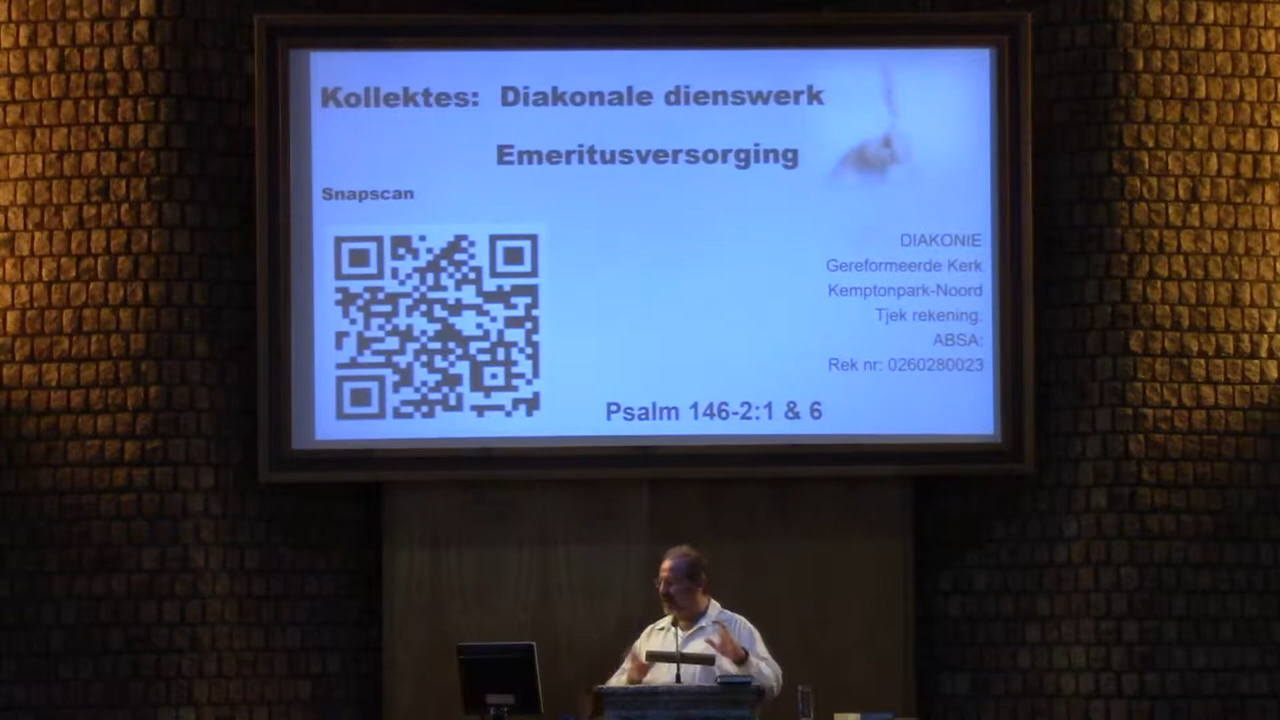 Kollektes: Diakonale dienswerk
Emeritusversorging
Snapscan
DIAKONIE
Gereformeerde Kerk
Kemptonpark-Noord
Tjek rekening.
ABSA:
Rek nr: 0260280023
Psalm 146-2:1 & 6